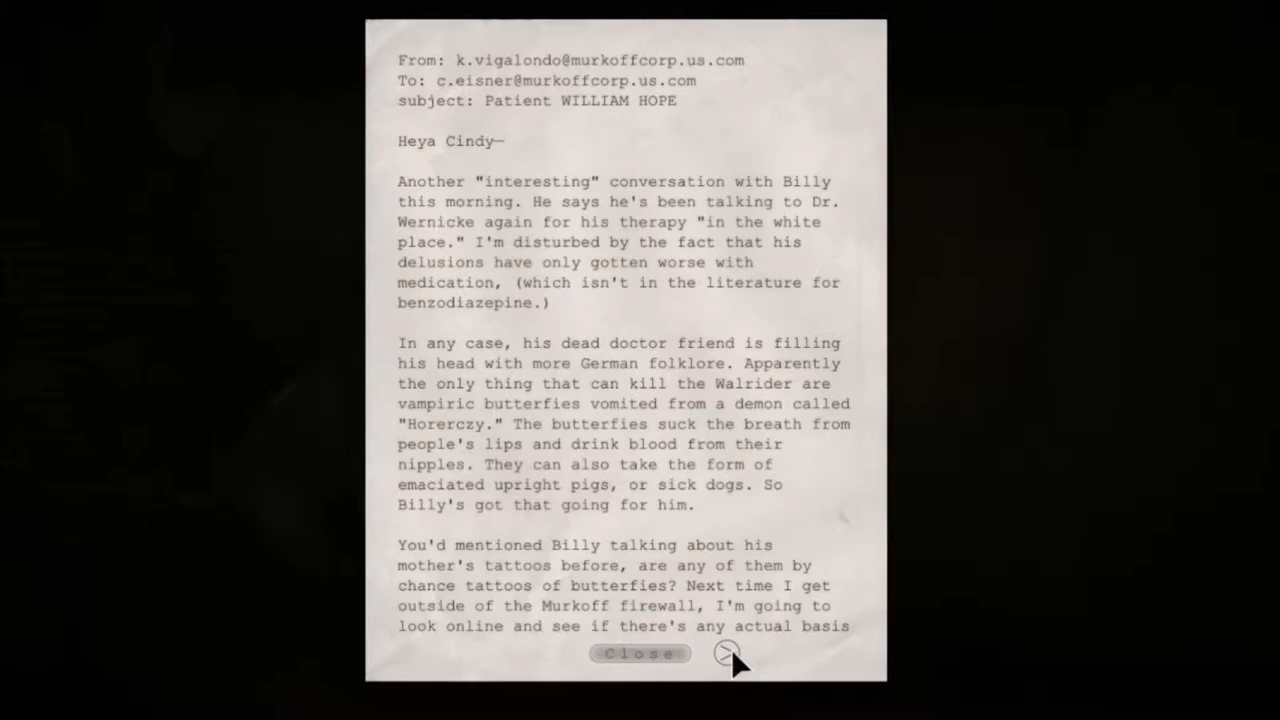 From: k.vigalondo@murkoffcorp.us.com
To: c.eisner@murkoffcorp.us.com
subject: Patient WILLIAM HOPE
Heya Cindy—
Another "interesting" conversation with Billy
this morning. He says he's been talking to Dr.
Wernicke again for his therapy "in the white
place." I'm disturbed by the fact that his
delusions have only gotten worse with
medication, (which isn't in the literature for
benzodiazepine.)
In any case, his dead doctor friend is filling
his head with more German folklore. Apparently
the only thing that can kill the Walrider are
vampiric butterfies vomited from a demon called
"Horerczy." The butterfies suck the breath from
people's lips and drink blood from their
nipples. They can also take the form of
emaciated upright pigs, or sick dogs. So
Billy's got that going for him.
You'd mentioned Billy talking about his
mother's tattoos before, are any of them by
chance tattoos of butterfies? Next time I get
outside of the Murkoff firewall, I'm going to
look online and see if there's any actual basis
Close >